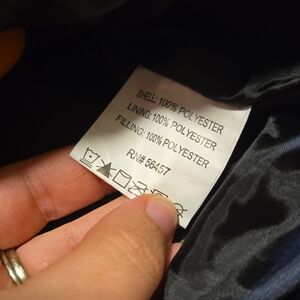 SHELL: 100% POLYESTER
LINING: 100% POLYESTER
FILLING: 100% POLYESTER
RN# 56457